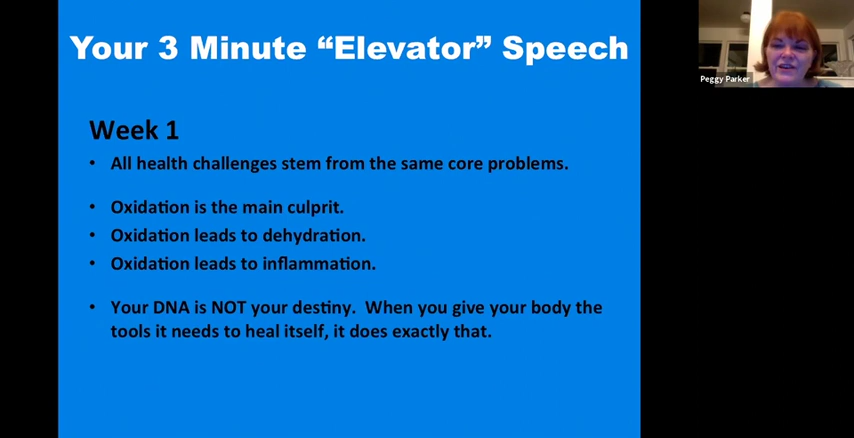 Your 3 Minute “Elevator” Speech
Peggy Parker
Week 1
• All health challenges stem from the same core problems.
• Oxidation is the main culprit.
• Oxidation leads to dehydration.
• Oxidation leads to inflammation.
• Your DNA is NOT your destiny.  When you give your body the
tools it needs to heal itself, it does exactly that.